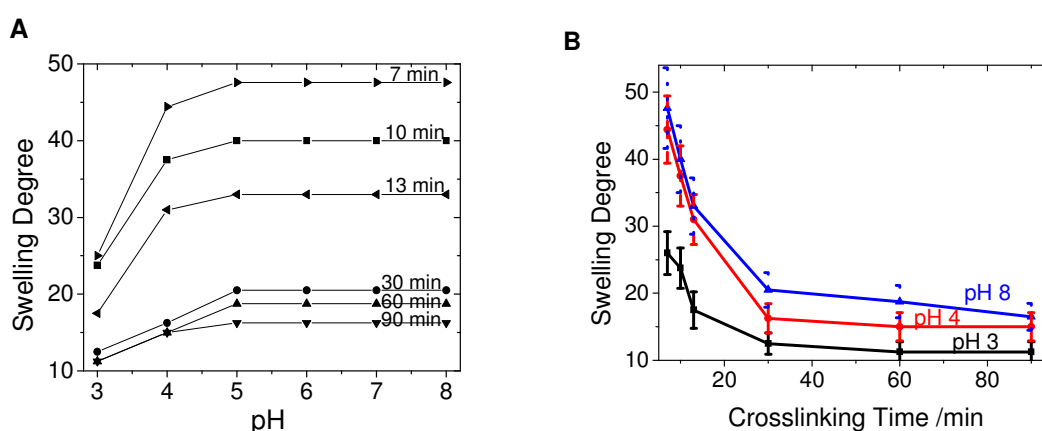 A
Swelling Degree
50
40
30
20
10
7 min
10 min
13 min
30 min
60 min
90 min
3 4 5 6 7 8
pH
B
Swelling Degree
50
40
30
20
10
pH 8
pH 4
pH 3
20 40 60 80
Crosslinking Time /min